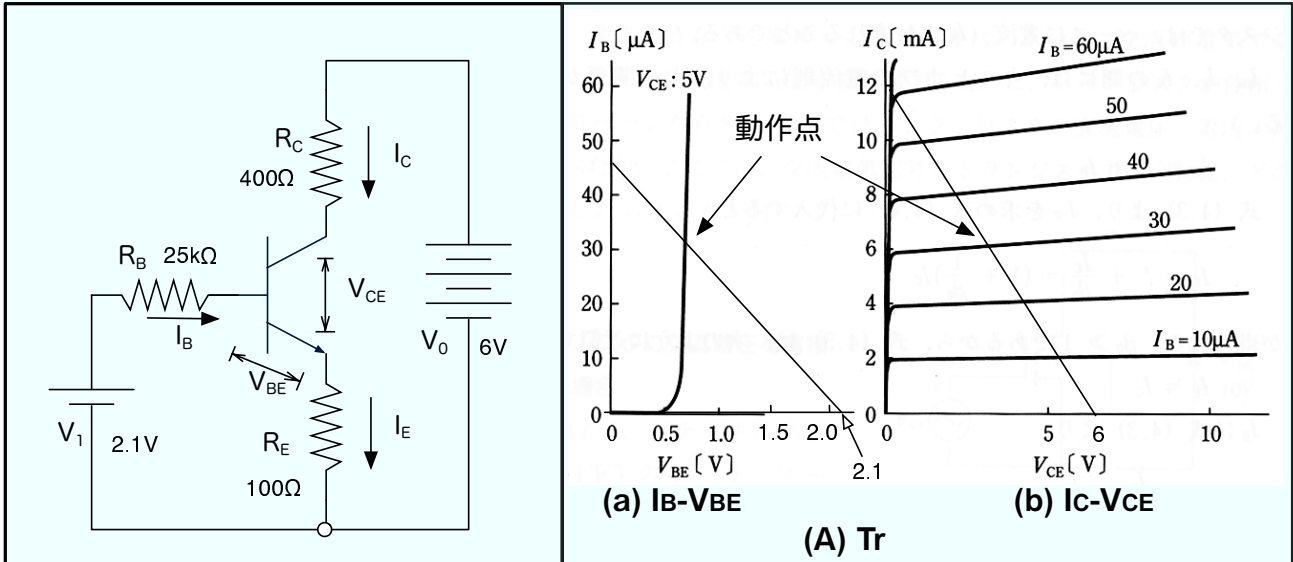 R_C
400Ω
I_C
R_B 25kΩ
I_B
V_CE
V_BE
V_0 6V
V_1 2.1V
R_E
100Ω
I_E
I_B〔μA〕
V_CE : 5V
60
50
40
30
20
10
0
0 0.5 1.0 1.5 2.0
2.1
V_BE〔V〕
(a) IB-VBE
動作点
I_C〔mA〕
12
10
8
6
4
2
0
I_B=60μA
50
40
30
20
I_B=10μA
0 5 6 10
V_CE〔V〕
(b) IC-VCE
(A) Tr